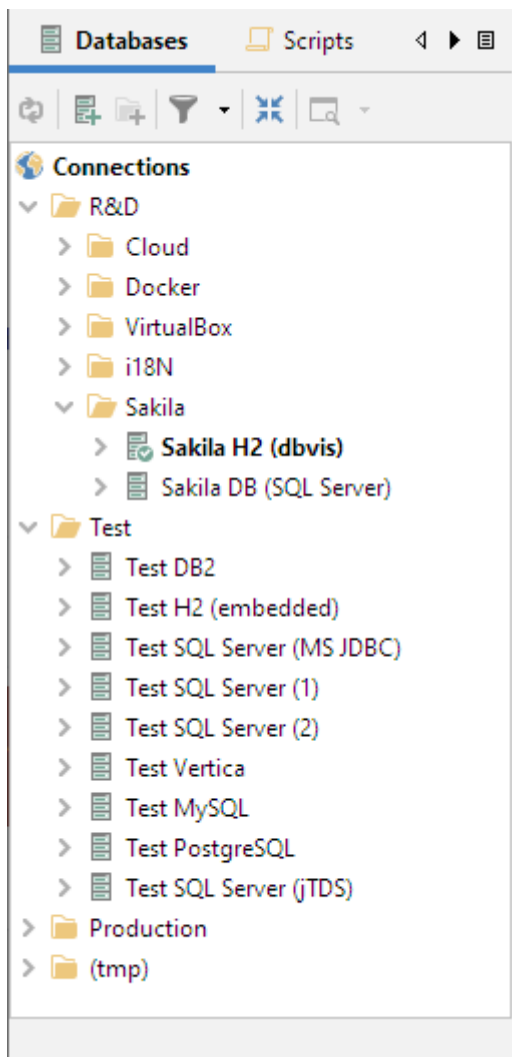 Databases Scripts
Connections
R&D
Cloud
Docker
VirtualBox
i18N
Sakila
Sakila H2 (dbvis)
Sakila DB (SQL Server)
Test
Test DB2
Test H2 (embedded)
Test SQL Server (MS JDBC)
Test SQL Server (1)
Test SQL Server (2)
Test Vertica
Test MySQL
Test PostgreSQL
Test SQL Server (jTDS)
Production
(tmp)